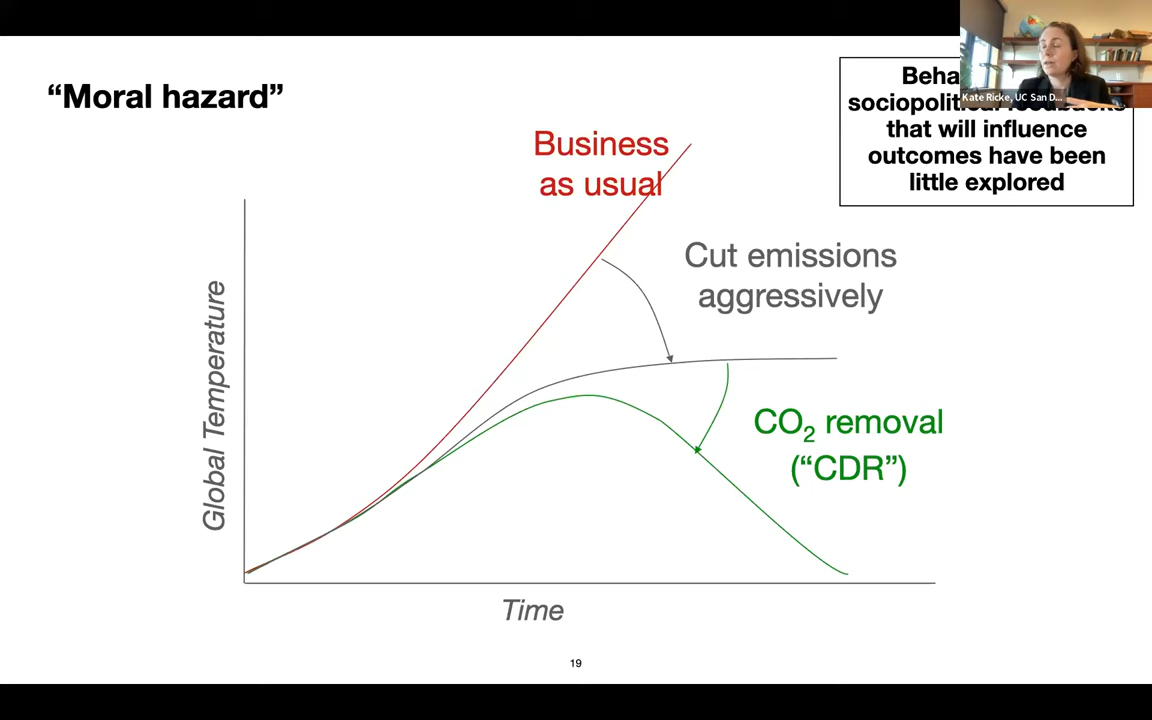 “Moral hazard”
Kate Ricke, UC San D...
sociopolitical
that will influence
outcomes have been
little explored
Business
as usual
Cut emissions
aggressively
CO2 removal
(“CDR”)
Global Temperature
Time
19